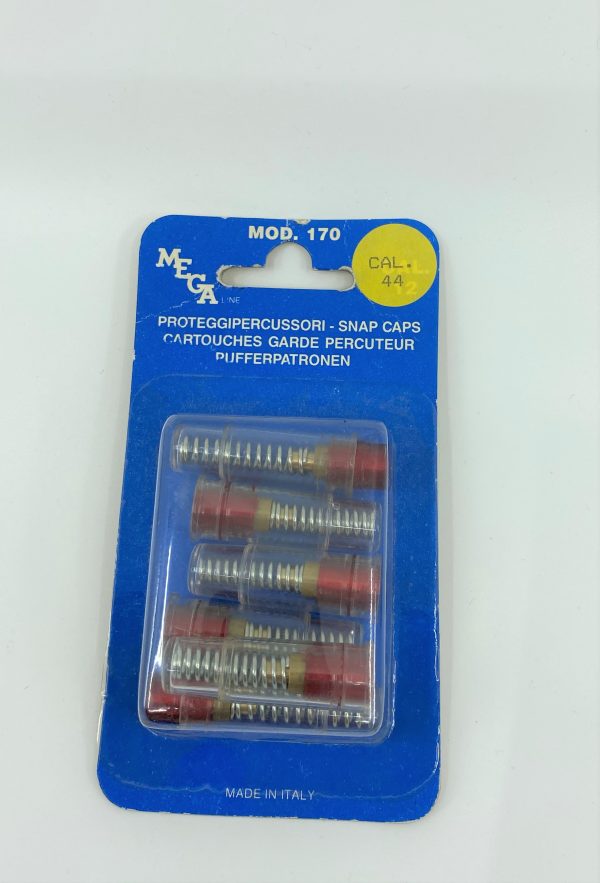 MOD. 170
MEGA
LINE
CAL.
44
PROTEGGIPERCUSSORI - SNAP CAPS
CARTOUCHES GARDE PERCUTEUR
PUFFERPATRONEN
MADE IN ITALY